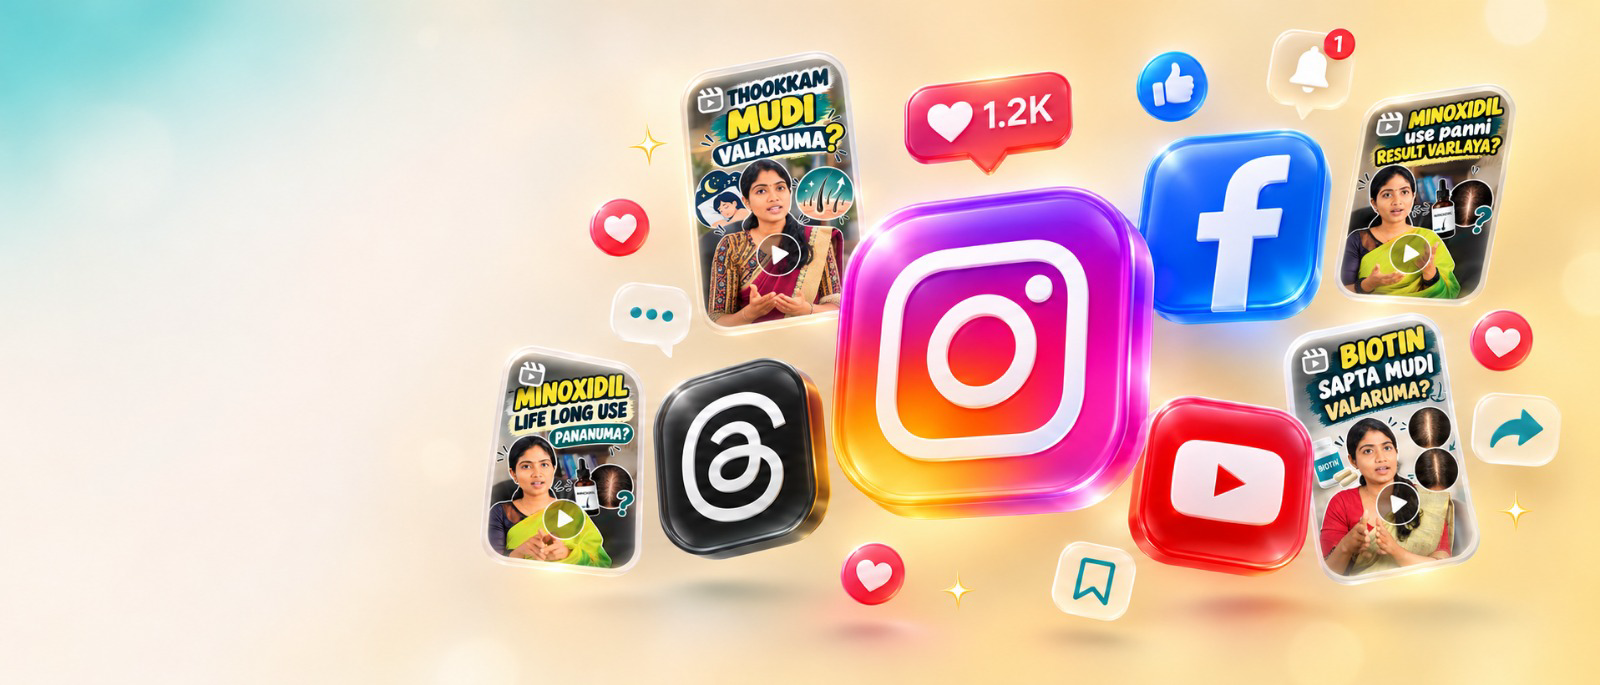 THOOKKAM
MUDI
VALARUMA?
1.2K
1
MINOXIDIL
use panni
RESULT VARLAYA?
MINOXIDIL
LIFE LONG USE
PANANUMA?
BIOTIN
SAPTA MUDI
VALARUMA?
BIOTIN